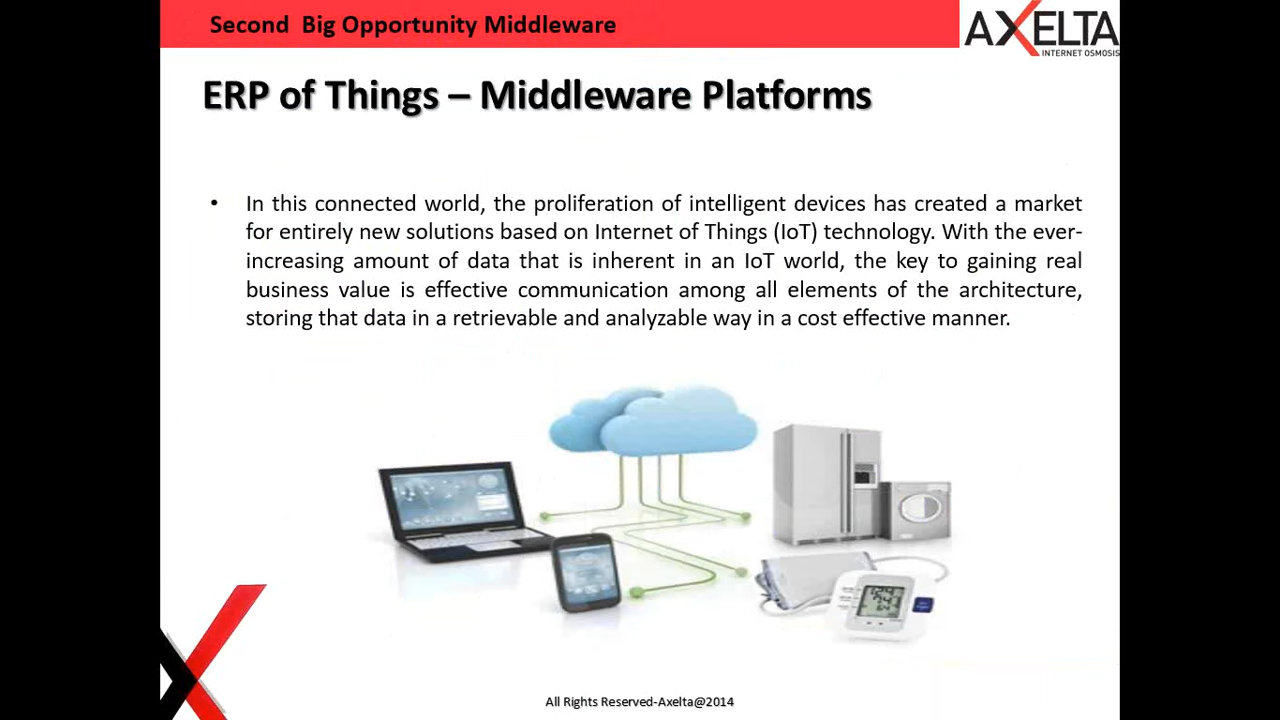 Second  Big Opportunity Middleware
AXELTA
INTERNET OSMOSIS
ERP of Things – Middleware Platforms
• In this connected world, the proliferation of intelligent devices has created a market
for entirely new solutions based on Internet of Things (IoT) technology. With the ever-
increasing amount of data that is inherent in an IoT world, the key to gaining real
business value is effective communication among all elements of the architecture,
storing that data in a retrievable and analyzable way in a cost effective manner.
All Rights Reserved-Axelta@2014